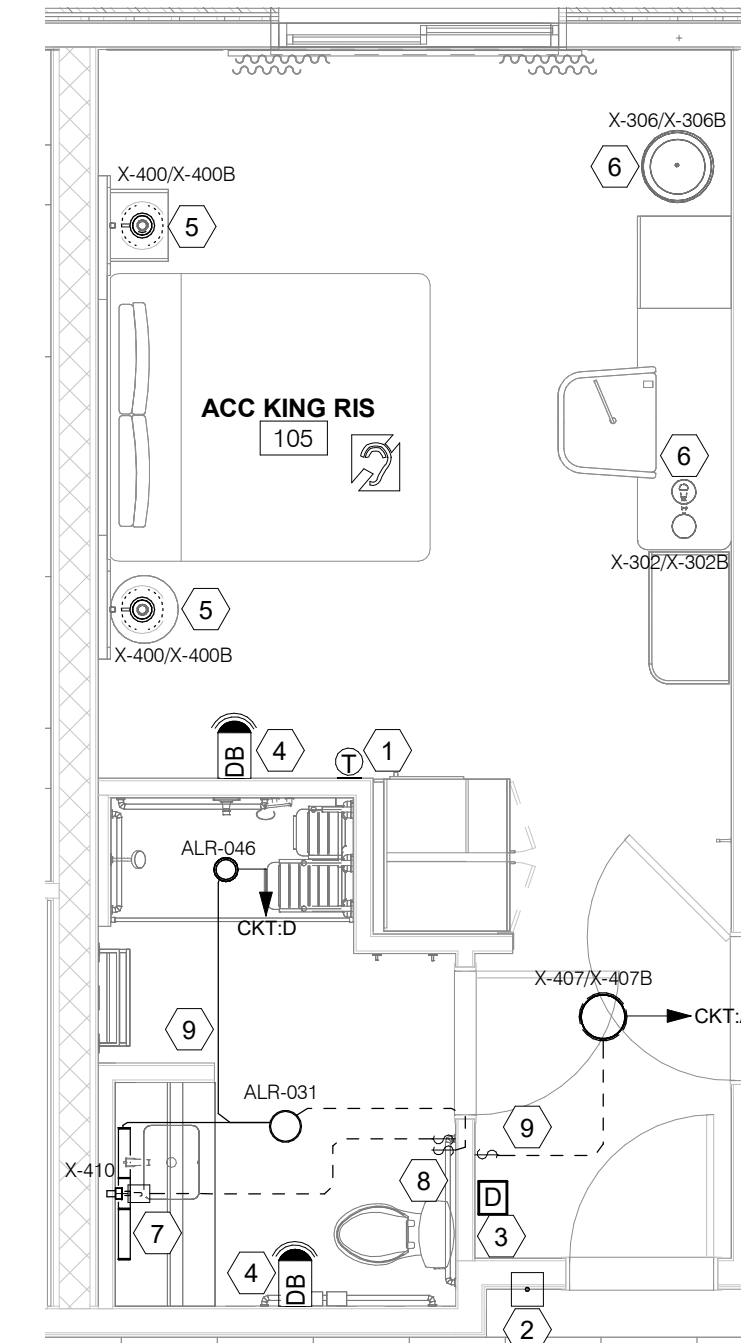 X-306/X-306B
6
X-400/X-400B
5
ACC KING RIS
105
6
X-302/X-302B
5
X-400/X-400B
DB
4
T
1
ALR-046
CKT:D
X-407/X-407B
CKT:
9
ALR-031
9
X-410
8
J
D
7
3
4
DB
2